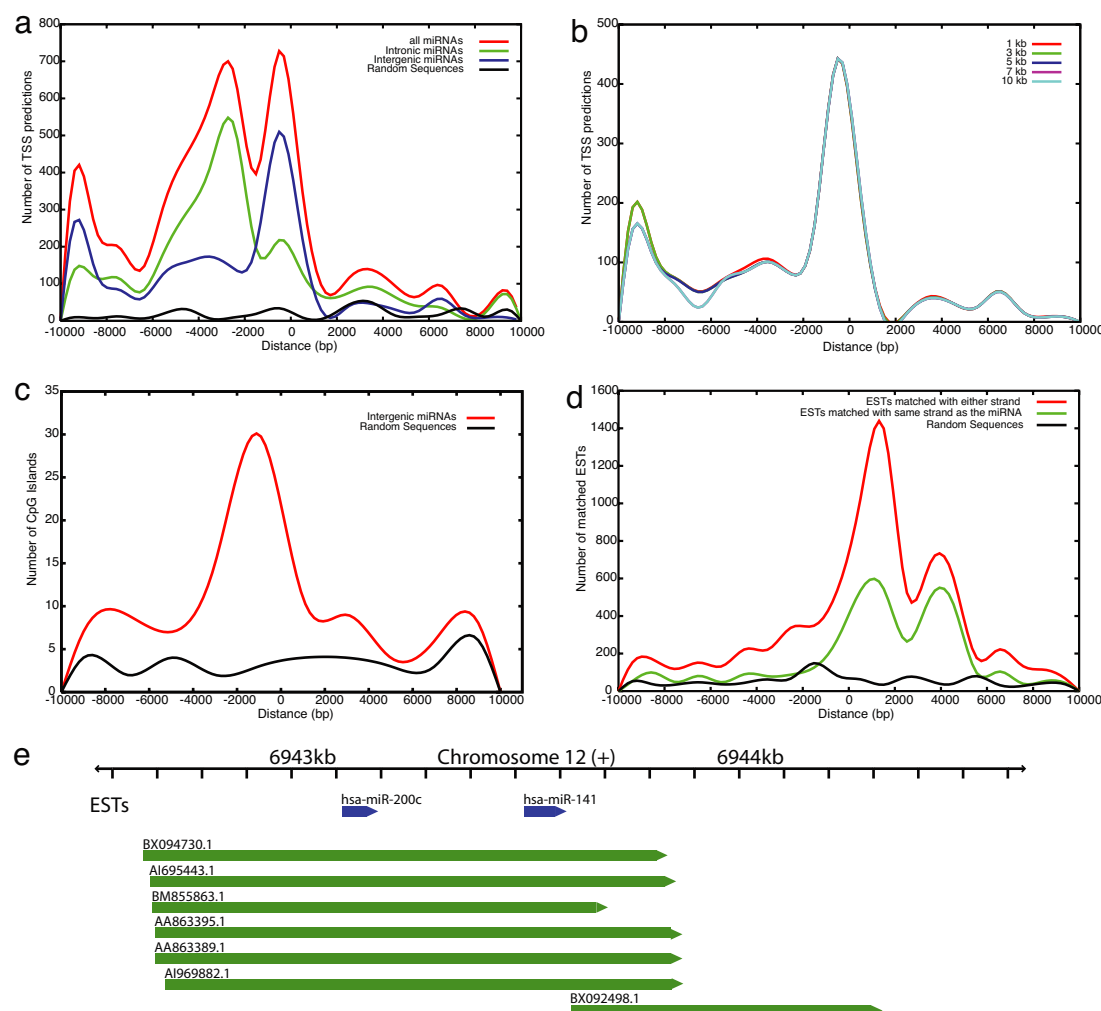 a
800
700
600
500
400
300
200
100
0
Number of TSS predictions
all miRNAs
Intronic miRNAs
Intergenic miRNAs
Random Sequences
-10000 -8000 -6000 -4000 -2000 0 2000 4000 6000 8000 10000
Distance (bp)
b
500
400
300
200
100
0
Number of TSS predictions
1 kb
3 kb
5 kb
7 kb
10 kb
-10000 -8000 -6000 -4000 -2000 0 2000 4000 6000 8000 10000
Distance (bp)
c
35
30
25
20
15
10
5
0
Number of CpG Islands
Intergenic miRNAs
Random Sequences
-10000 -8000 -6000 -4000 -2000 0 2000 4000 6000 8000 10000
Distance (bp)
d
1600
1400
1200
1000
800
600
400
200
0
Number of matched ESTs
ESTs matched with either strand
ESTs matched with same strand as the miRNA
Random Sequences
-10000 -8000 -6000 -4000 -2000 0 2000 4000 6000 8000 10000
Distance (bp)
e
6943kb Chromosome 12 (+) 6944kb
ESTs
hsa-miR-200c hsa-miR-141
BX094730.1
AI695443.1
BM855863.1
AA863395.1
AA863389.1
AI969882.1
BX092498.1